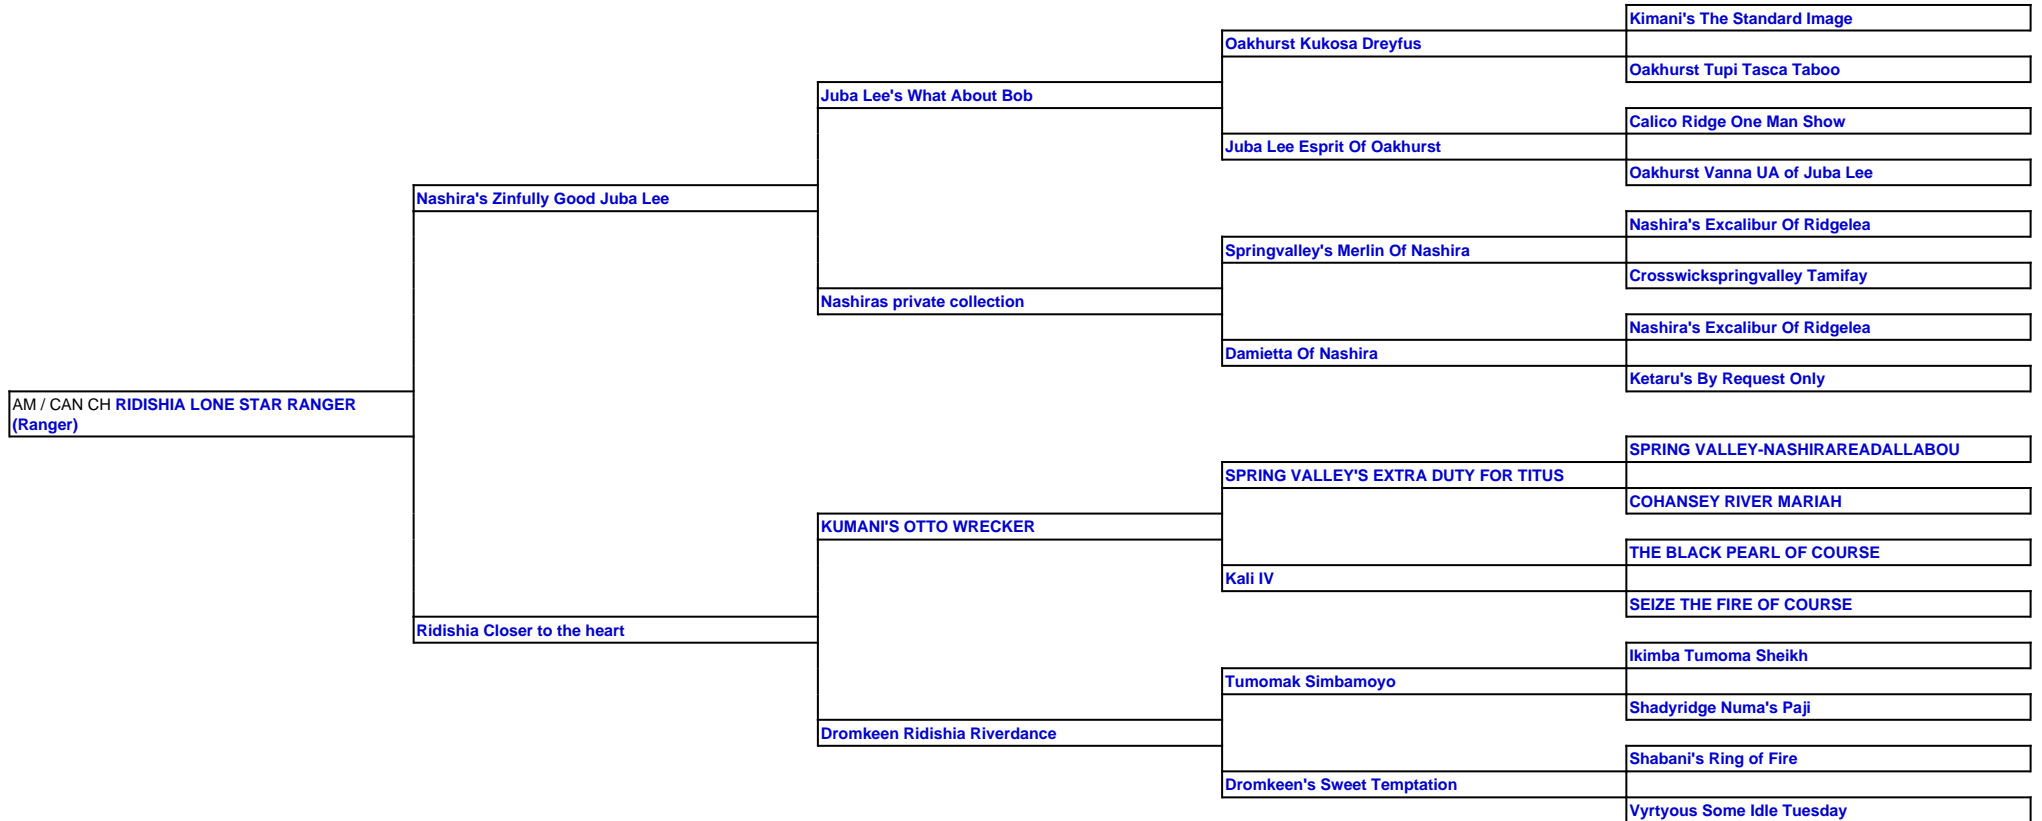 Kimani's The Standard Image
Oakhurst Kukosa Dreyfus
Oakhurst Tupi Tasca Taboo
Juba Lee's What About Bob
Calico Ridge One Man Show
Juba Lee Esprit Of Oakhurst
Oakhurst Vanna UA of Juba Lee
Nashira's Zinfully Good Juba Lee
Nashira's Excalibur Of Ridgelea
Springvalley's Merlin Of Nashira
Crosswickspringvalley Tamifay
Nashiras private collection
Nashira's Excalibur Of Ridgelea
Damietta Of Nashira
Ketaru's By Request Only
AM / CAN CH RIDISHIA LONE STAR RANGER
(Ranger)
SPRING VALLEY-NASHIRAREADALLABOU
SPRING VALLEY'S EXTRA DUTY FOR TITUS
COHANSEY RIVER MARIAH
KUMANI'S OTTO WRECKER
THE BLACK PEARL OF COURSE
Kali IV
SEIZE THE FIRE OF COURSE
Ridishia Closer to the heart
Ikimba Tumoma Sheikh
Tumomak Simbamoyo
Shadyridge Numa's Paji
Dromkeen Ridishia Riverdance
Shabani's Ring of Fire
Dromkeen's Sweet Temptation
Vyrtyous Some Idle Tuesday